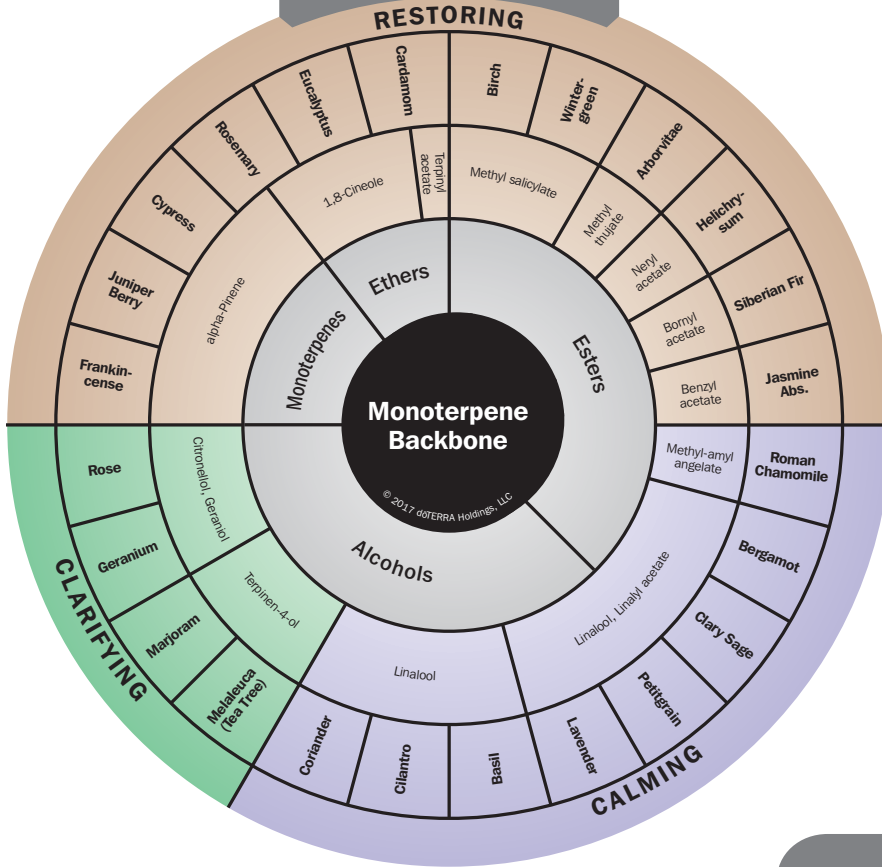 RESTORING
Frankin-
cense
Juniper
Berry
Cypress
Rosemary
Eucalyptus
Cardamom
Birch
Winter-
green
Arborvitae
Helichry-
sum
Siberian Fir
Jasmine
Abs.
alpha-Pinene
1,8-Cineole
Terpinyl
acetate
Methyl salicylate
Methyl
thujate
Neryl
acetate
Bornyl
acetate
Benzyl
acetate
Monoterpenes
Ethers
Esters
Monoterpene
Backbone
© 2017 dōTERRA Holdings, LLC
Alcohols
Citronellol, Geraniol
Terpinen-4-ol
Linalool
Linalool, Linalyl acetate
Methyl-amyl
angelate
Rose
Geranium
Marjoram
Melaleuca
(Tea Tree)
Coriander
Cilantro
Basil
Lavender
Petitgrain
Clary Sage
Bergamot
Roman
Chamomile
CLARIFYING
CALMING